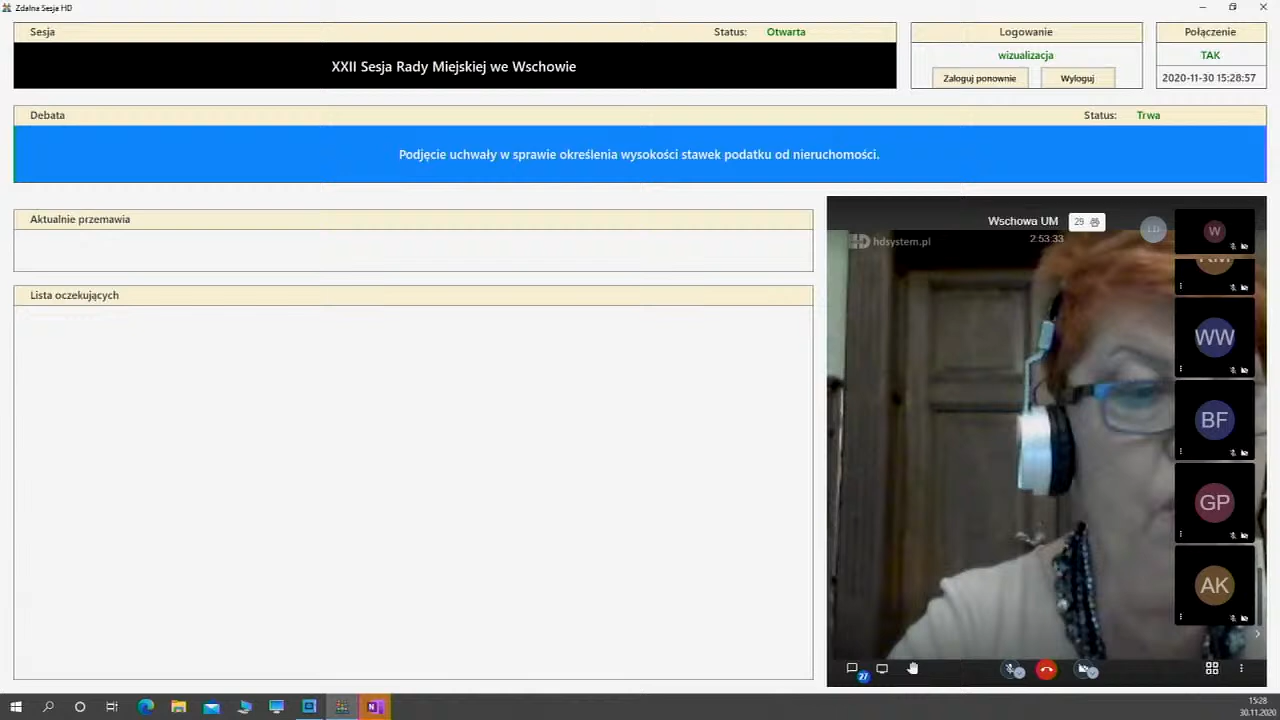 Zdalna Sesja HD
Sesja
Status: Otwarta
XXII Sesja Rady Miejskiej we Wschowie
Logowanie
wizualizacja
Zaloguj ponownie
Wyloguj
Połączenie
TAK
2020-11-30 15:28:57
Debata
Status: Trwa
Podjęcie uchwały w sprawie określenia wysokości stawek podatku od nieruchomości.
Aktualnie przemawia
Lista oczekujących
Wschowa UM
29
2:53:33
hdsystem.pl
LD
W
WW
BF
GP
AK
27
15:28
30.11.2020